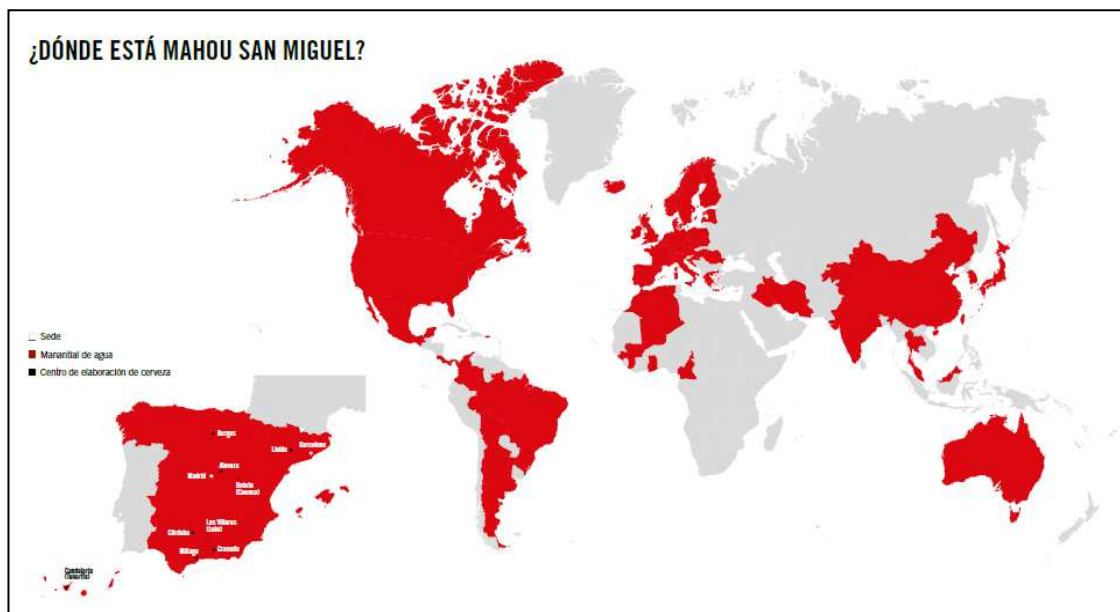 ¿DÓNDE ESTÁ MAHOU SAN MIGUEL?
Sede
Manantial de agua
Centro de elaboración de cerveza
Burgos
Lleida
Barcelona
Alovera
Madrid
Beteta
(Cuenca)
Los Villares
(Jaén)
Córdoba
Málaga
Granada
Candelaria
(Tenerife)